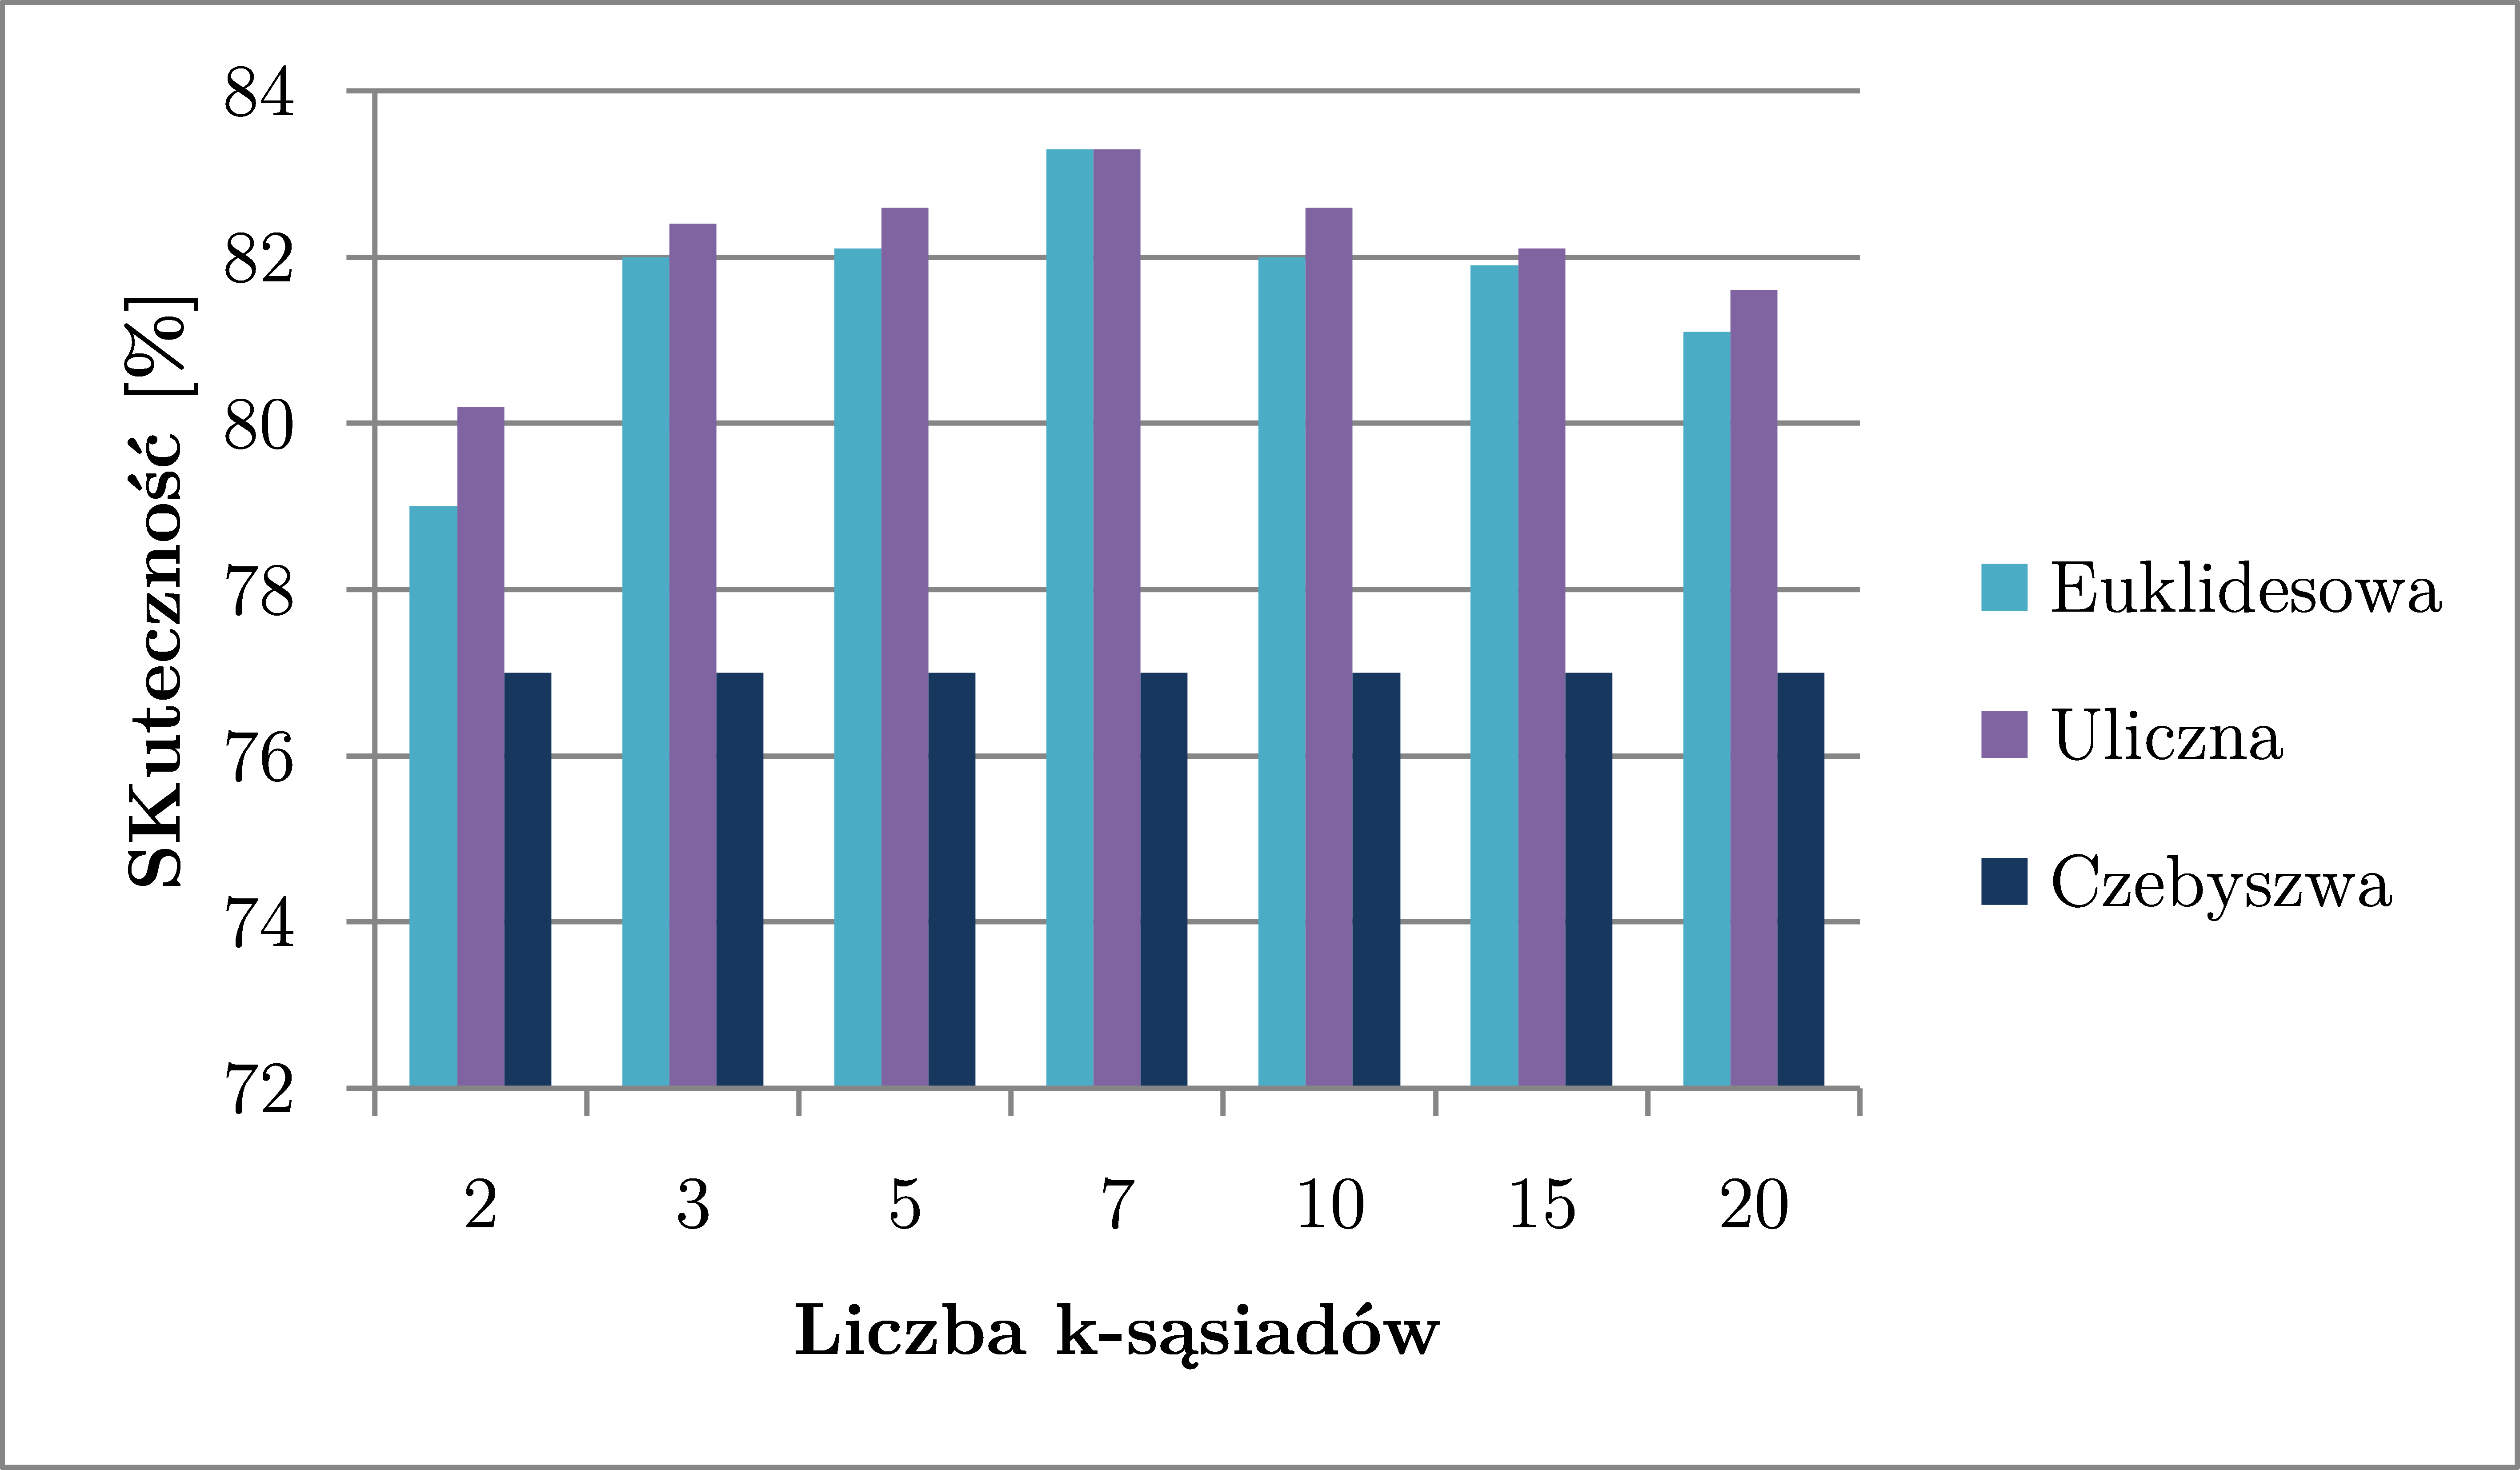 84
82
80
78
76
74
72
SKuteczność [%]
2 3 5 7 10 15 20
Liczba k-sąsiadów
Euklidesowa
Uliczna
Czebyszwa